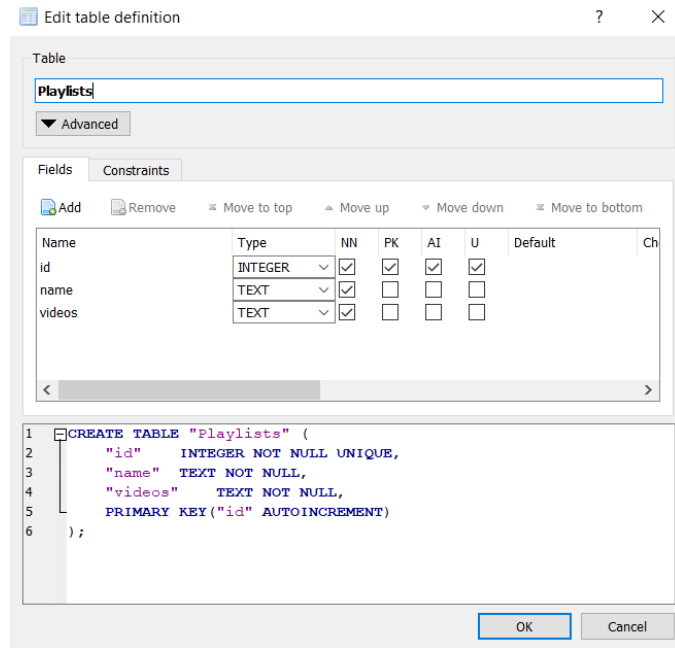 Edit table definition ? ×
Table
Playlists
Advanced
Fields Constraints
Add Remove Move to top Move up Move down Move to bottom
Name Type NN PK AI U Default Ch
id INTEGER
name TEXT
videos TEXT
1 CREATE TABLE "Playlists" (
2 "id" INTEGER NOT NULL UNIQUE,
3 "name" TEXT NOT NULL,
4 "videos" TEXT NOT NULL,
5 PRIMARY KEY("id" AUTOINCREMENT)
6 );
OK Cancel